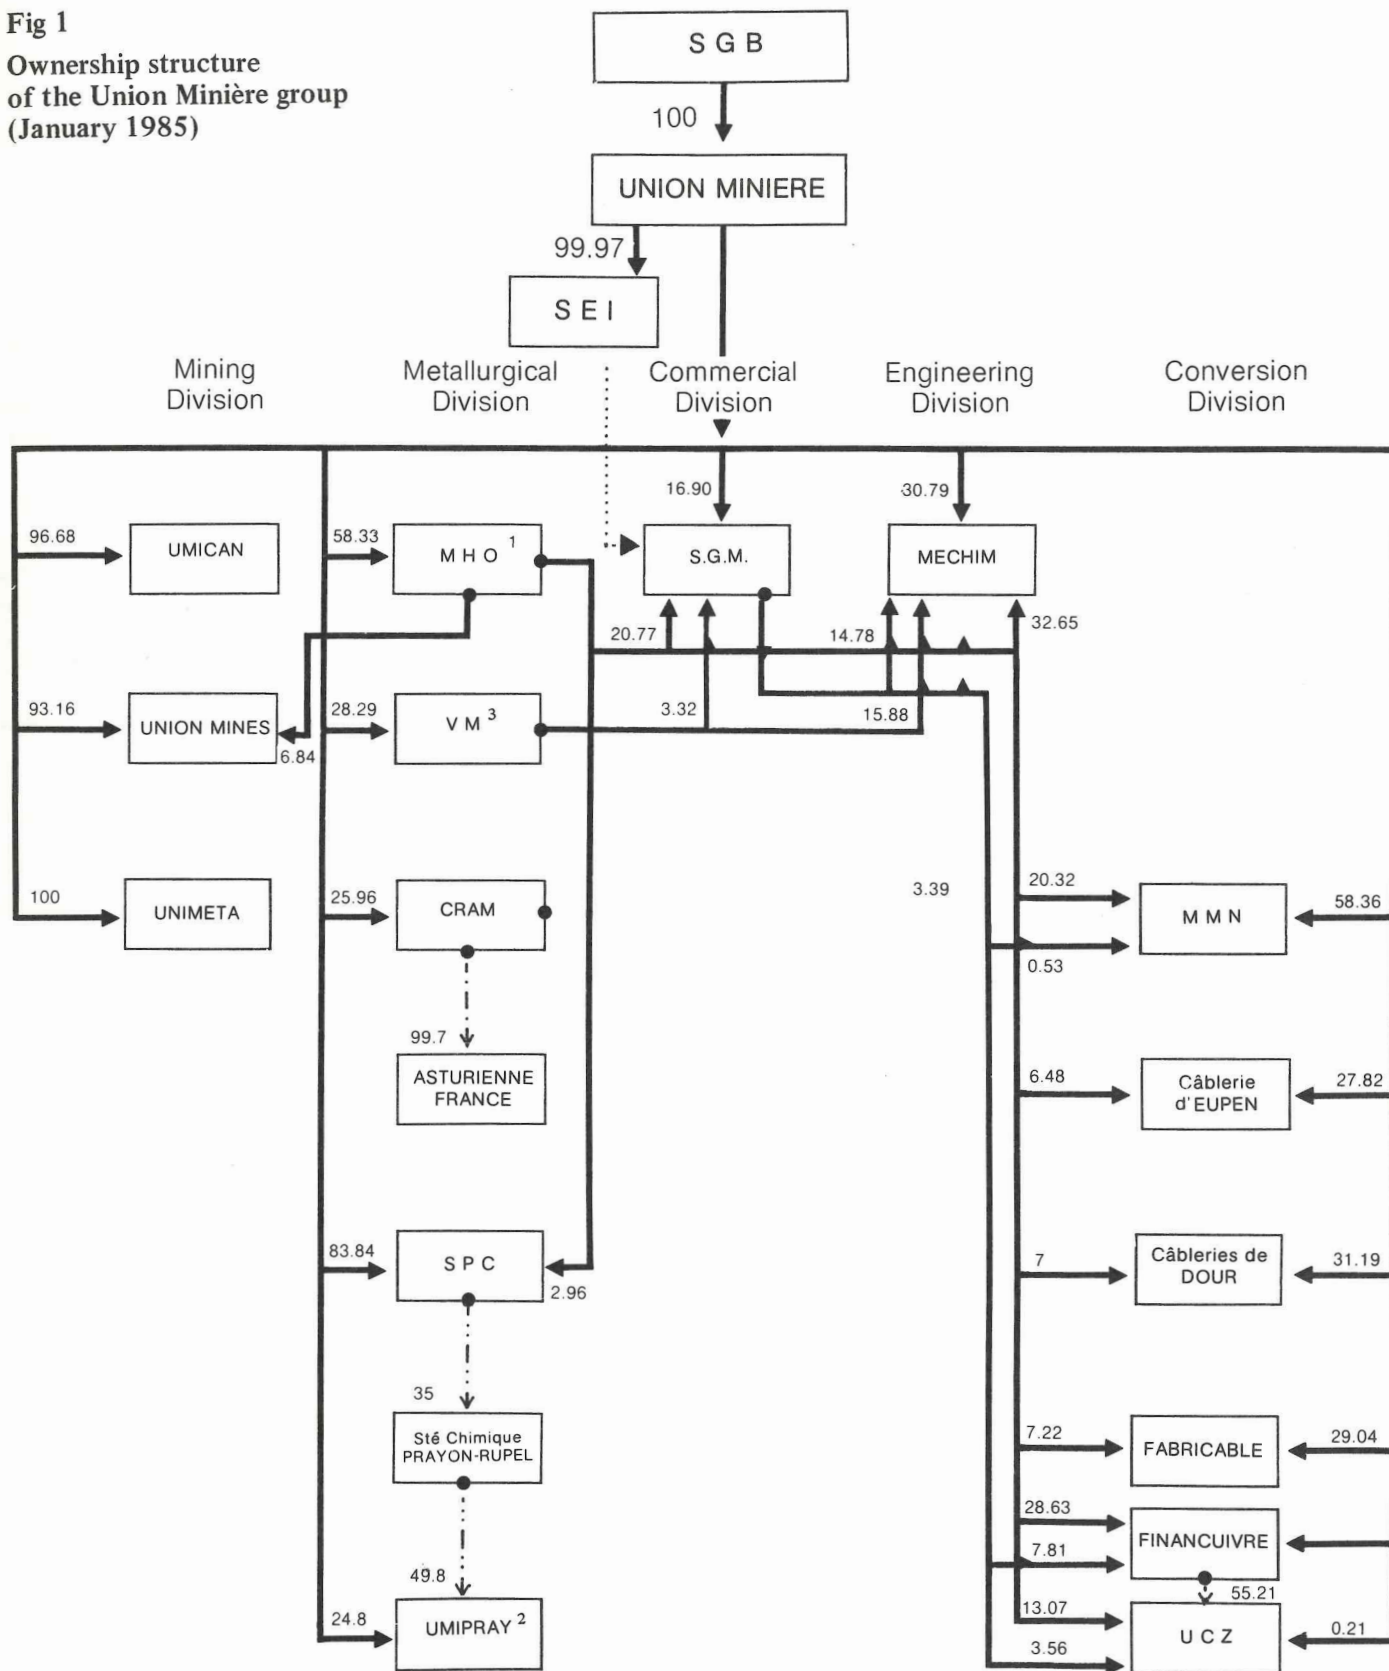 Fig 1
Ownership structure
of the Union Minière group
(January 1985)
S G B
100
UNION MINIERE
99.97
S E I
Mining
Division
Metallurgical
Division
Commercial
Division
Engineering
Division
Conversion
Division
16.90
30.79
96.68
UMICAN
58.33
M H O 1
S.G.M.
MECHIM
20.77
14.78
32.65
93.16
UNION MINES
6.84
28.29
V M 3
3.32
15.88
100
UNIMETA
25.96
CRAM
3.39
20.32
M M N
58.36
0.53
99.7
ASTURIENNE
FRANCE
6.48
Câblerie
d'EUPEN
27.82
83.84
S P C
2.96
7
Câbleries de
DOUR
31.19
35
Sté Chimique
PRAYON-RUPEL
7.22
FABRICABLE
29.04
28.63
FINANCUIVRE
7.81
49.8
55.21
24.8
UMIPRAY 2
13.07
U C Z
0.21
3.56